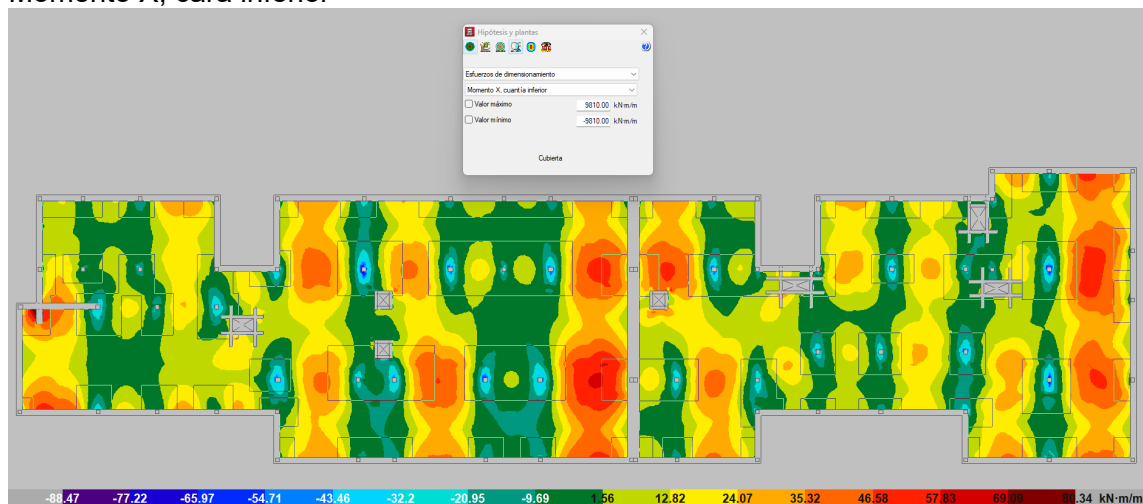 Momento X, cara inferior
Hipótesis y plantas
Esfuerzos de dimensionamiento
Momento X, cuantía inferior
Valor máximo 9810.00 kN·m/m
Valor mínimo -9810.00 kN·m/m
Cubierta
-88.47 -77.22 -65.97 -54.71 -43.46 -32.2 -20.95 -9.69 1.56 12.82 24.07 35.32 46.58 57.83 69.09 80.34 kN·m/m